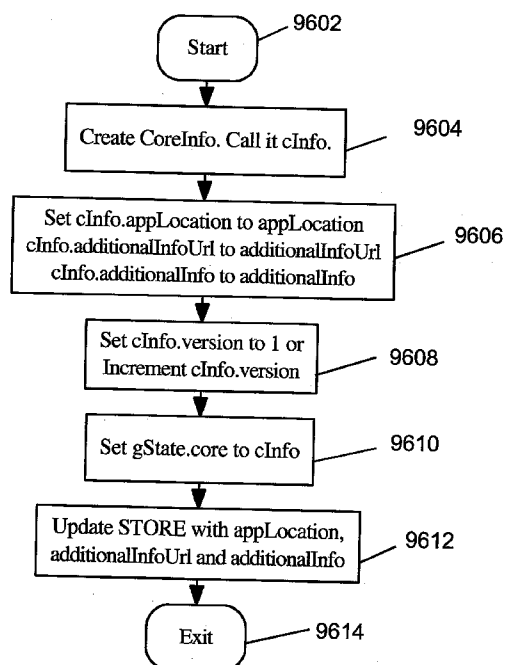 9602
Start
Create CoreInfo. Call it cInfo.
9604
Set cInfo.appLocation to appLocation
cInfo.additionalInfoUrl to additionalInfoUrl
cInfo.additionalInfo to additionalInfo
9606
Set cInfo.version to 1 or
Increment cInfo.version
9608
Set gState.core to cInfo
9610
Update STORE with appLocation,
additionalInfoUrl and additionalInfo
9612
Exit
9614